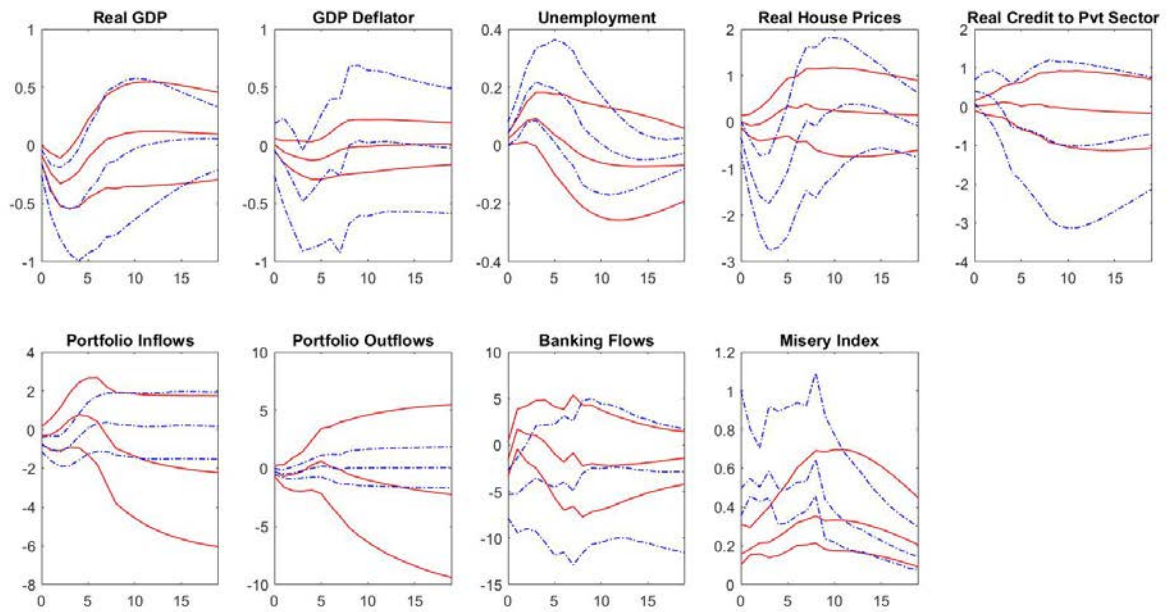 Real GDP
1
0.5
0
-0.5
-1
0 5 10 15
GDP Deflator
1
0.5
0
-0.5
-1
0 5 10 15
Unemployment
0.4
0.2
0
-0.2
-0.4
0 5 10 15
Real House Prices
2
1
0
-1
-2
-3
0 5 10 15
Real Credit to Pvt Sector
2
1
0
-1
-2
-3
-4
0 5 10 15
Portfolio Inflows
4
2
0
-2
-4
-6
-8
0 5 10 15
Portfolio Outflows
10
5
0
-5
-10
0 5 10 15
Banking Flows
10
5
0
-5
-10
-15
0 5 10 15
Misery Index
1.2
1
0.8
0.6
0.4
0.2
0
0 5 10 15